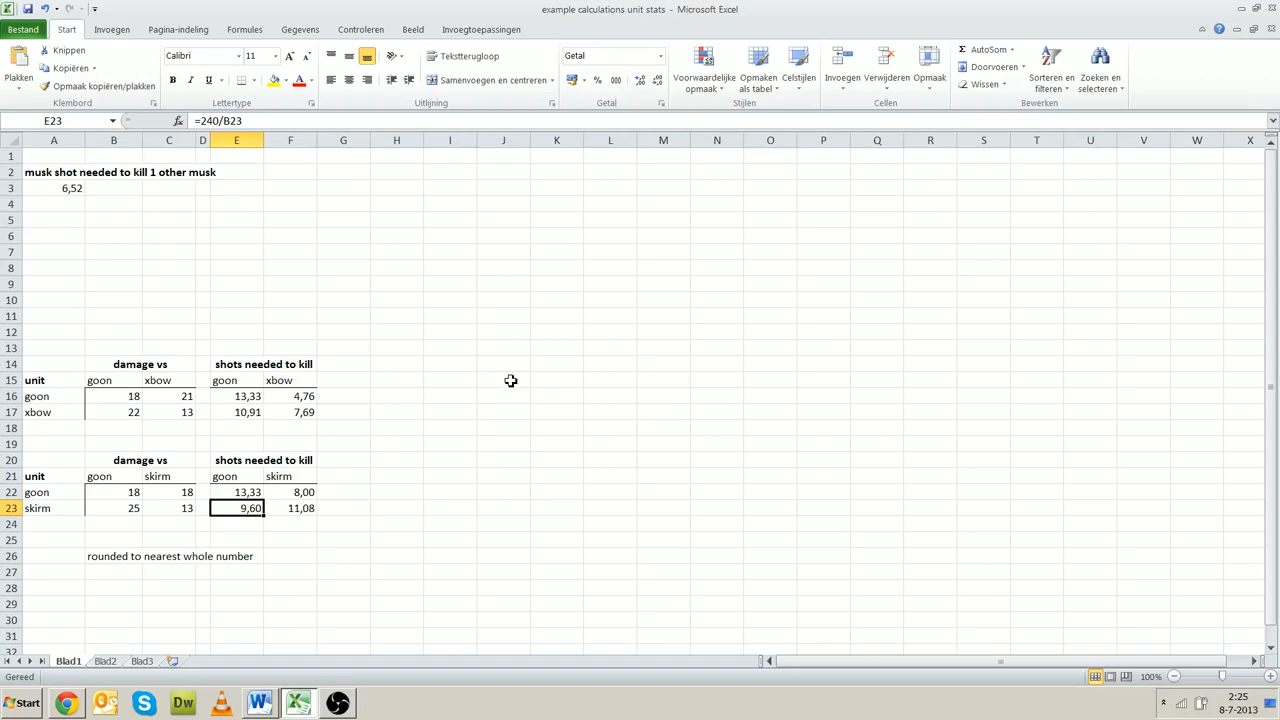 example calculations unit stats - Microsoft Excel
Bestand Start Invoegen Pagina-indeling Formules Gegevens Controleren Beeld Invoegtoepassingen
Plakken
Knippen
Kopiëren
Opmaak kopiëren/plakken
Klembord
Calibri 11
B I U
Lettertype
Tekstterugloop
Samenvoegen en centreren
Uitlijning
Getal
% 000
Getal
Voorwaardelijke opmaak
Opmaken als tabel
Celstijlen
Stijlen
Invoegen Verwijderen Opmaak
Cellen
AutoSom
Doorvoeren
Wissen
Sorteren en filteren
Zoeken en selecteren
Bewerken
E23 fx =240/B23
A B C D E F G H I J K L M N O P Q R S T U V W X
1
2 musk shot needed to kill 1 other musk
3 6,52
4
5
6
7
8
9
10
11
12
13
14 damage vs shots needed to kill
15 unit goon xbow goon xbow
16 goon 18 21 13,33 4,76
17 xbow 22 13 10,91 7,69
18
19
20 damage vs shots needed to kill
21 unit goon skirm goon skirm
22 goon 18 18 13,33 8,00
23 skirm 25 13 9,60 11,08
24
25
26 rounded to nearest whole number
27
28
29
30
31
32
Blad1 Blad2 Blad3
Gereed 100%
Start Dw 2:25
8-7-2013